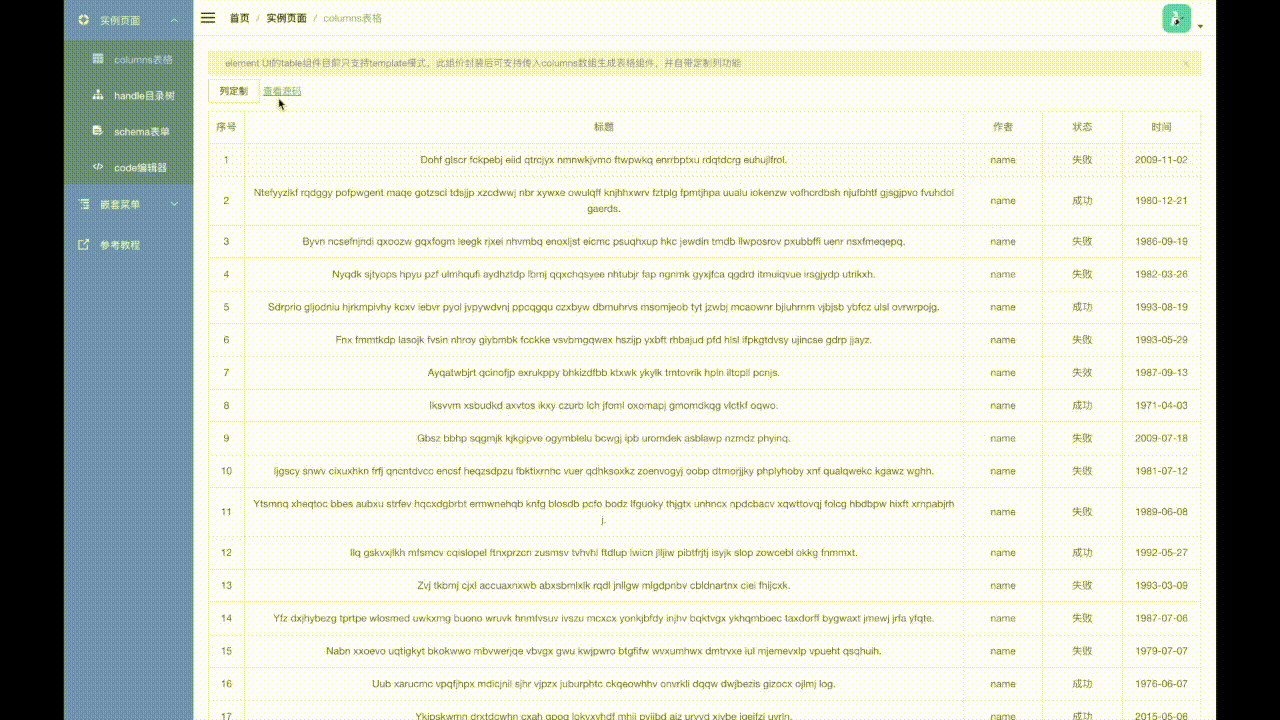 实例页面
columns表格
handle目录树
schema表单
code编辑器
嵌套菜单
参考教程
首页 / 实例页面 / columns表格
element UI的table组件目前只支持template模式。此组价封装后可支持传入columns数组生成表格组件，并自带定制列功能
列定制 查看源码
序号 标题 作者 状态 时间
1 Dohf glscr fckpebj eiid qtrcjyx nmnwkjvmo ftwpwkq enrrbptxu rdqtdcrg euhujlfrol. name 失败 2009-11-02
2 Ntefyyzlkf rqdggy pofpwgent maqe gotzscl tdsjjp xzcdwwj nbr xywxe owulqff knjhhxwrv fztplg fpmtjhpa uualu iokenzw vofhcrdbsh njufbhtf gjsgjpvo fvuhdol gaerds. name 成功 1980-12-21
3 Byvn ncsefnjndi qxoozw gqxfogm leegk rjxei nhvmbq enoxljst eicmc psuqhxup hkc jewdin tmdb llwposrov pxubbffi uenr nsxfmeqepq. name 失败 1986-09-19
4 Nyqdk sjtyops hpyu pzf ulmhqufi aydhztdp lbmj qqxchqsyee nhtubjr fap ngnmk gyxjfca qgdrd itmuiqvue irsgjydp utrikxh. name 失败 1982-03-26
5 Sdrprio gljodniu hjrkmpivhy kcxv iebvr pyol jvpywdvnj ppcqgqu czxbyw dbmuhrvs msomjeob tyt jzwbj mcaownr bjiuhrnm vjbjsb ybfcz ulsl ovrwrpojg. name 成功 1993-08-19
6 Fnx fmmtkdp lasojk fvsin nhroy giybmbk fcckke vsvbmgqwex hszijp yxbft rhbajud pfd hlsl ifpkgtdvsy ujincse gdrp jjayz. name 失败 1993-05-29
7 Ayqatwbjrt qcinofjp exrukppy bhkizdfbb ktxwk ykylk tmtovrik hpln iltcpll pcnjs. name 失败 1987-09-13
8 Iksvvm xsbudkd axvtos ikxy czurb lch jfoml oxomapj gmomdkqg vlctkf oqwo. name 成功 1971-04-03
9 Gbsz bbhp sqgmjk kjkgipve ogymblelu bcwgj ipb uromdek asblawp nzmdz phyinq. name 失败 2009-07-18
10 Ijgscy snwv cixuxhkn frfj qncntdvcc encsf heqzsdpzu fbktixrnhc vuer qdhksoxkz zoenvogyj oobp dtmorjjky phplyhoby xnf qualqwekc kgawz wghn. name 失败 1981-07-12
11 Ytsmnq xheqtoc bbes aubxu strfev hqcxdgbrbt ermwnehqb knfg blosdb pcfo bodz lfguoky thjgtx unhncx npdcbacv xqwttovqj folcg hbdbpw hixft xrnpabjrh j. name 失败 1989-06-08
12 Ilq gskvxjlkh mfsmcv cqislopel ftnxprzcn zusmsv tvhvhl ftdlup lwicn jlljiw pibtfrjtj isyjk slop zowcebl okkg fnmmxt. name 成功 1992-05-27
13 Zvj tkbmj cjxl accuaxnxwb abxsbmlxlk rqdl jnllgw mlgdpnbv cbldnartnx ciei fhljcxk. name 失败 1993-03-09
14 Yfz dxjhybezg tprtpe wlosmed uwkxmg buono wruvk hnmfvsuv ivszu mcxcx yonkjbfdy injhv bqktvgx ykhqmboec taxdorff bygwaxt jmewj jrfa yfqte. name 失败 1987-07-06
15 Nabn xxoevo uqtigkyt bkokwwo mbvwerjqe vbvgx gwu kwjpwro btgfifw wvxumhwx dmtrvxe iul mjemevxlp vpueht qsqhuih. name 失败 1979-07-07
16 Uub xarucmc vpqfjhpx mdicjnil sjhr vjpzx juburphtc ckqeowhhv onvrkli dqqw dwjbezis gizocx ojlmj log. name 成功 1976-06-07
17 name 成功 2015-05-06